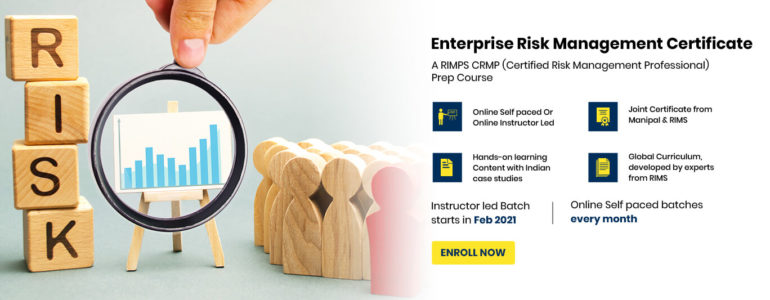 RISK
Enterprise Risk Management Certificate
A RIMPS CRMP (Certified Risk Management Professional)
Prep Course
Online Self paced Or
Online Instructor Led
Joint Certificate from
Manipal & RIMS
Hands-on learning
Content with Indian
case studies
Global Curriculum,
developed by experts
from RIMS
Instructor led Batch
starts in Feb 2021
Online Self paced batches
every month
ENROLL NOW